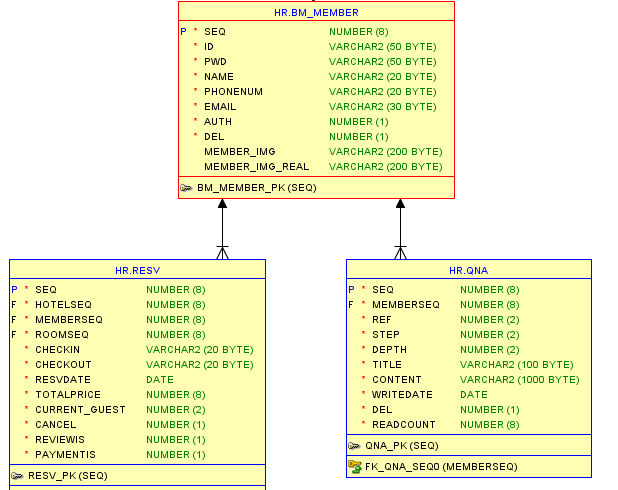 HR.BM_MEMBER
P * SEQ NUMBER (8)
* ID VARCHAR2 (50 BYTE)
* PWD VARCHAR2 (50 BYTE)
* NAME VARCHAR2 (20 BYTE)
* PHONENUM VARCHAR2 (20 BYTE)
* EMAIL VARCHAR2 (30 BYTE)
* AUTH NUMBER (1)
* DEL NUMBER (1)
MEMBER_IMG VARCHAR2 (200 BYTE)
MEMBER_IMG_REAL VARCHAR2 (200 BYTE)
BM_MEMBER_PK (SEQ)
HR.RESV
P * SEQ NUMBER (8)
F * HOTELSEQ NUMBER (8)
F * MEMBERSEQ NUMBER (8)
F * ROOMSEQ NUMBER (8)
* CHECKIN VARCHAR2 (20 BYTE)
* CHECKOUT VARCHAR2 (20 BYTE)
* RESVDATE DATE
* TOTALPRICE NUMBER (8)
* CURRENT_GUEST NUMBER (2)
* CANCEL NUMBER (1)
* REVIEWIS NUMBER (1)
* PAYMENTIS NUMBER (1)
RESV_PK (SEQ)
HR.QNA
P * SEQ NUMBER (8)
F * MEMBERSEQ NUMBER (8)
* REF NUMBER (2)
* STEP NUMBER (2)
* DEPTH NUMBER (2)
* TITLE VARCHAR2 (100 BYTE)
* CONTENT VARCHAR2 (1000 BYTE)
* WRITEDATE DATE
* DEL NUMBER (1)
* READCOUNT NUMBER (8)
QNA_PK (SEQ)
FK_QNA_SEQ0 (MEMBERSEQ)